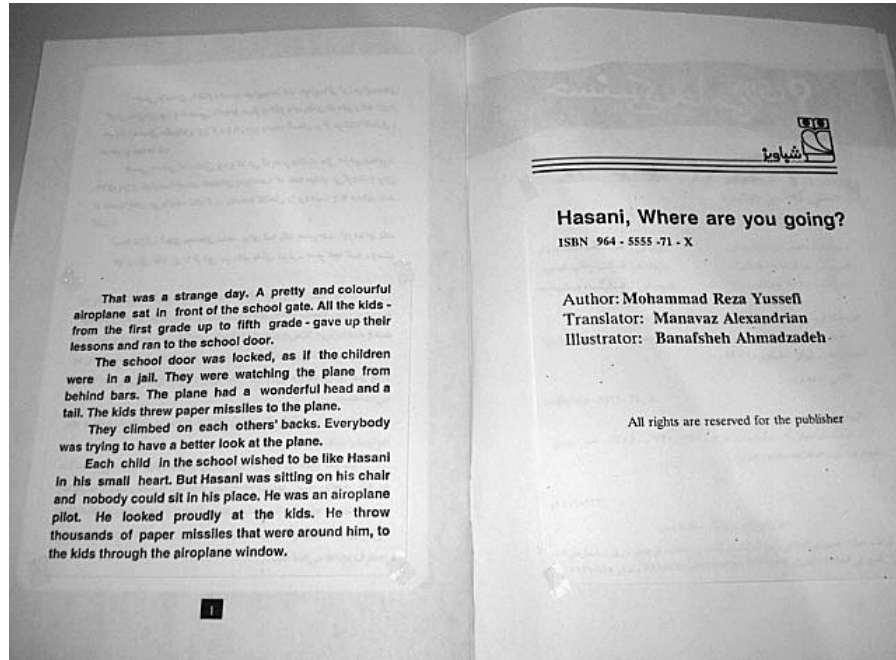 That was a strange day. A pretty and colourful
airoplane sat in front of the school gate. All the kids -
from the first grade up to fifth grade - gave up their
lessons and ran to the school door.
The school door was locked, as if the children
were in a jail. They were watching the plane from
behind bars. The plane had a wonderful head and a
tail. The kids threw paper missiles to the plane.
They climbed on each others' backs. Everybody
was trying to have a better look at the plane.
Each child in the school wished to be like Hasani
in his small heart. But Hasani was sitting on his chair
and nobody could sit in his place. He was an airoplane
pilot. He looked proudly at the kids. He throw
thousands of paper missiles that were around him, to
the kids through the airoplane window.
1
شباویز
Hasani, Where are you going?
ISBN 964 - 5555 -71 - X
Author: Mohammad Reza Yussefi
Translator: Manavaz Alexandrian
Illustrator: Banafsheh Ahmadzadeh
All rights are reserved for the publisher